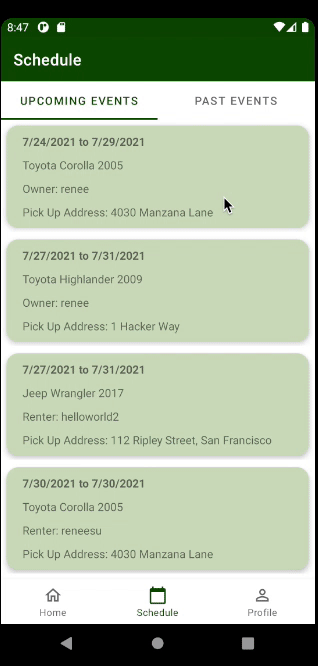 8:47
Schedule
UPCOMING EVENTS PAST EVENTS
7/24/2021 to 7/29/2021
Toyota Corolla 2005
Owner: renee
Pick Up Address: 4030 Manzana Lane
7/27/2021 to 7/31/2021
Toyota Highlander 2009
Owner: renee
Pick Up Address: 1 Hacker Way
7/27/2021 to 7/31/2021
Jeep Wrangler 2017
Renter: helloworld2
Pick Up Address: 112 Ripley Street, San Francisco
7/30/2021 to 7/30/2021
Toyota Corolla 2005
Renter: reneesu
Pick Up Address: 4030 Manzana Lane
Home Schedule Profile